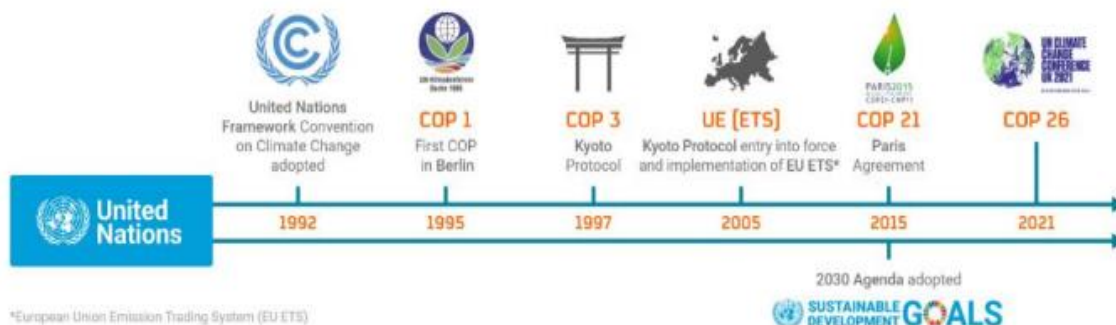 United Nations
Framework Convention
on Climate Change
adopted
1992
COP 1
First COP
in Berlin
1995
COP 3
Kyoto
Protocol
1997
UE (ETS)
Kyoto Protocol entry into force
and implementation of EU ETS*
2005
PARIS2015
COP21·CMP11
COP 21
Paris
Agreement
2015
UN CLIMATE
CHANGE
CONFERENCE
UK 2021
COP 26
2021
United
Nations
2030 Agenda adopted
SUSTAINABLE
DEVELOPMENT GOALS
*European Union Emission Trading System (EU ETS)